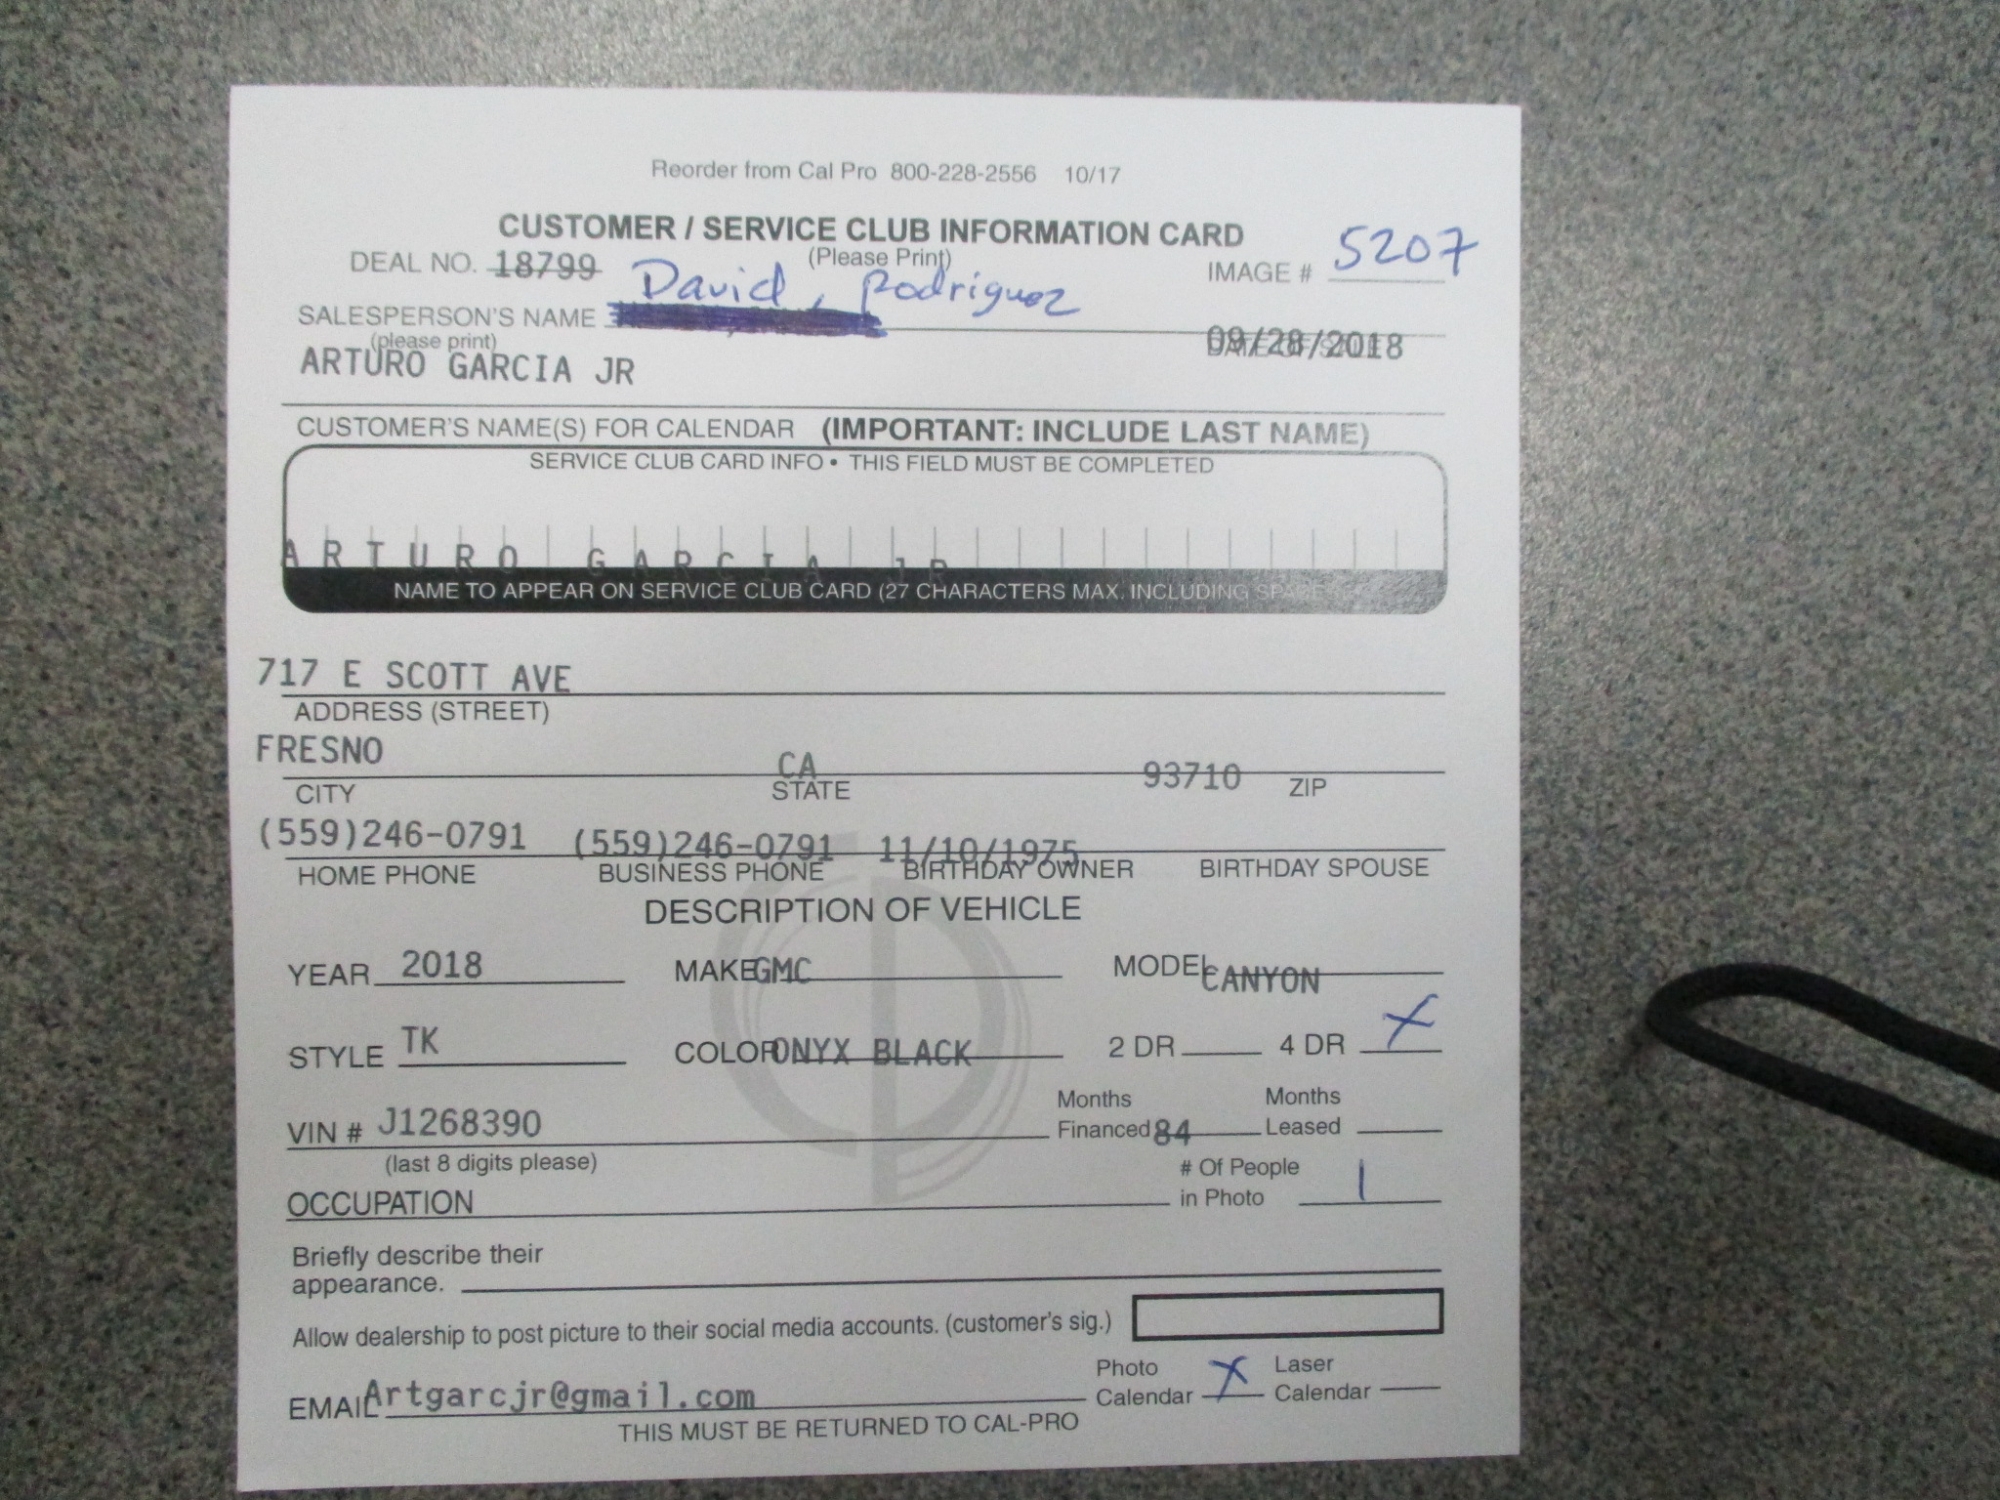 Reorder from Cal Pro 800-228-2556 10/17
CUSTOMER / SERVICE CLUB INFORMATION CARD
(Please Print)
DEAL NO. 18799
IMAGE # 5207
David, Rodriguez
SALESPERSON'S NAME
(please print)
09/28/2018
DATE OF SALE
ARTURO GARCIA JR
CUSTOMER'S NAME(S) FOR CALENDAR (IMPORTANT: INCLUDE LAST NAME)
SERVICE CLUB CARD INFO • THIS FIELD MUST BE COMPLETED
ARTURO GARCIA JR
NAME TO APPEAR ON SERVICE CLUB CARD (27 CHARACTERS MAX. INCLUDING
717 E SCOTT AVE
ADDRESS (STREET)
FRESNO CA 93710
CITY STATE ZIP
(559)246-0791 (559)246-0791 11/10/1975
HOME PHONE BUSINESS PHONE BIRTHDAY OWNER BIRTHDAY SPOUSE
DESCRIPTION OF VEHICLE
YEAR 2018 MAKE GMC MODEL CANYON
STYLE TK COLOR ONYX BLACK 2 DR 4 DR X
VIN # J1268390 Months Financed 84 Months Leased
(last 8 digits please)
OCCUPATION # Of People in Photo 1
Briefly describe their
appearance.
Allow dealership to post picture to their social media accounts. (customer's sig.)
EMAIL Artgarcjr@gmail.com Photo Calendar X Laser Calendar
THIS MUST BE RETURNED TO CAL-PRO